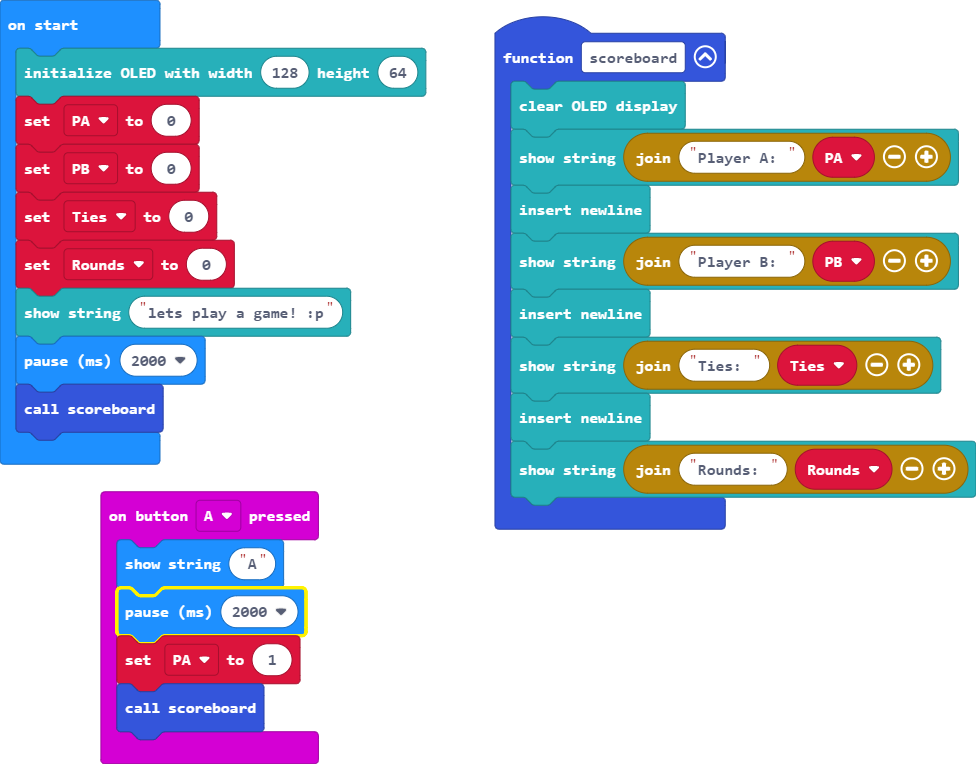 on start
initialize OLED with width 128 height 64
set PA to 0
set PB to 0
set Ties to 0
set Rounds to 0
show string "lets play a game! :p"
pause (ms) 2000
call scoreboard
on button A pressed
show string "A"
pause (ms) 2000
set PA to 1
call scoreboard
function scoreboard
clear OLED display
show string join "Player A: " PA
insert newline
show string join "Player B: " PB
insert newline
show string join "Ties: " Ties
insert newline
show string join "Rounds: " Rounds